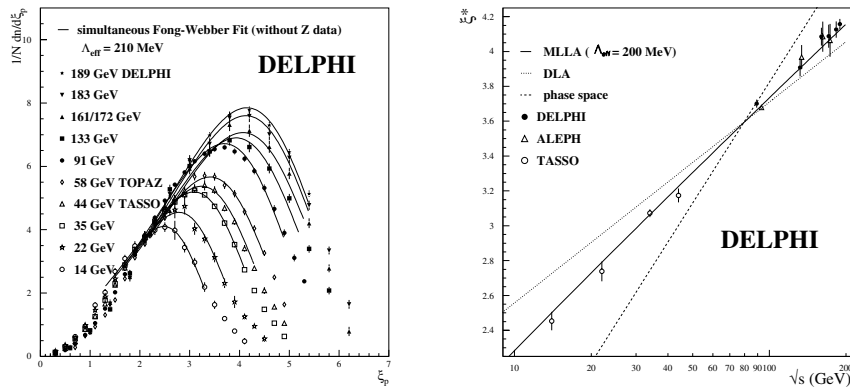 1/N dn/dξp
simultaneous Fong-Webber Fit (without Z data)
Λeff = 210 MeV
DELPHI
189 GeV DELPHI
183 GeV
161/172 GeV
133 GeV
91 GeV
58 GeV TOPAZ
44 GeV TASSO
35 GeV
22 GeV
14 GeV
8
6
4
2
0
0 1 2 3 4 5 6 7
ξp
ξ*
4.2
4
3.8
3.6
3.4
3.2
3
2.8
2.6
2.4
MLLA ( Λeff = 200 MeV)
DLA
phase space
DELPHI
ALEPH
TASSO
DELPHI
10 20 30 40 50 60 70 80 90 100 200
√s (GeV)